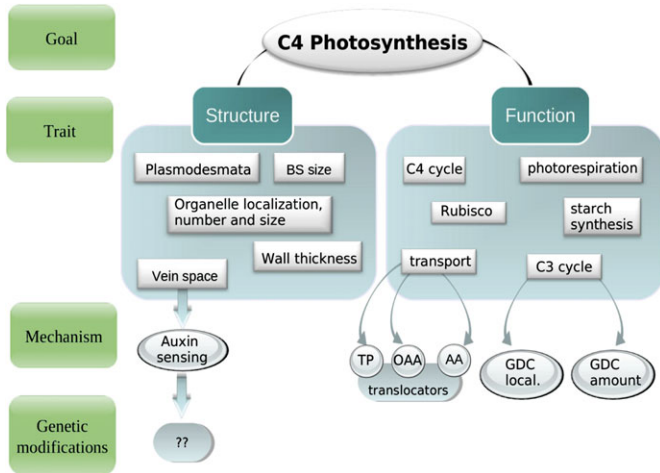 Goal
C4 Photosynthesis
Trait
Structure
Function
Plasmodesmata
BS size
Organelle localization,
number and size
Wall thickness
Vein space
C4 cycle
photorespiration
Rubisco
starch
synthesis
transport
C3 cycle
Mechanism
Auxin
sensing
TP
OAA
AA
translocators
GDC
local.
GDC
amount
Genetic
modifications
??